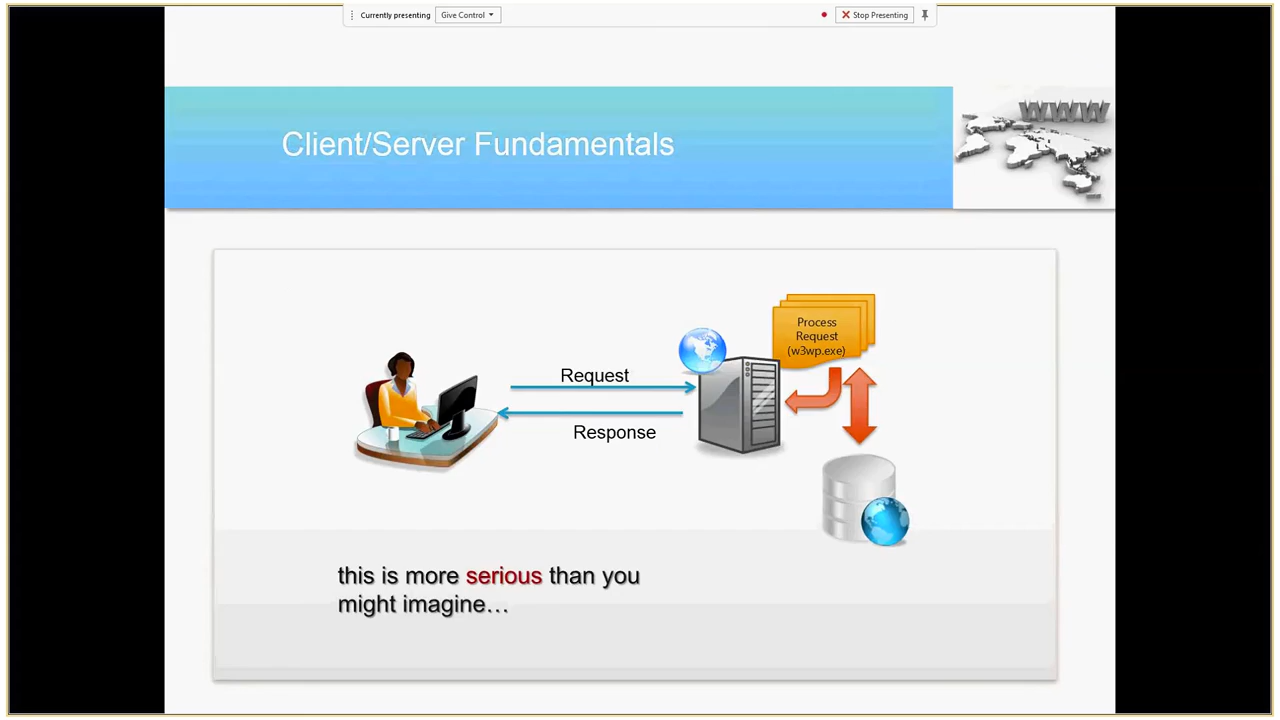 Currently presenting
Give Control
Stop Presenting
WWW
Client/Server Fundamentals
Process
Request
(w3wp.exe)
Request
Response
this is more serious than you
might imagine…